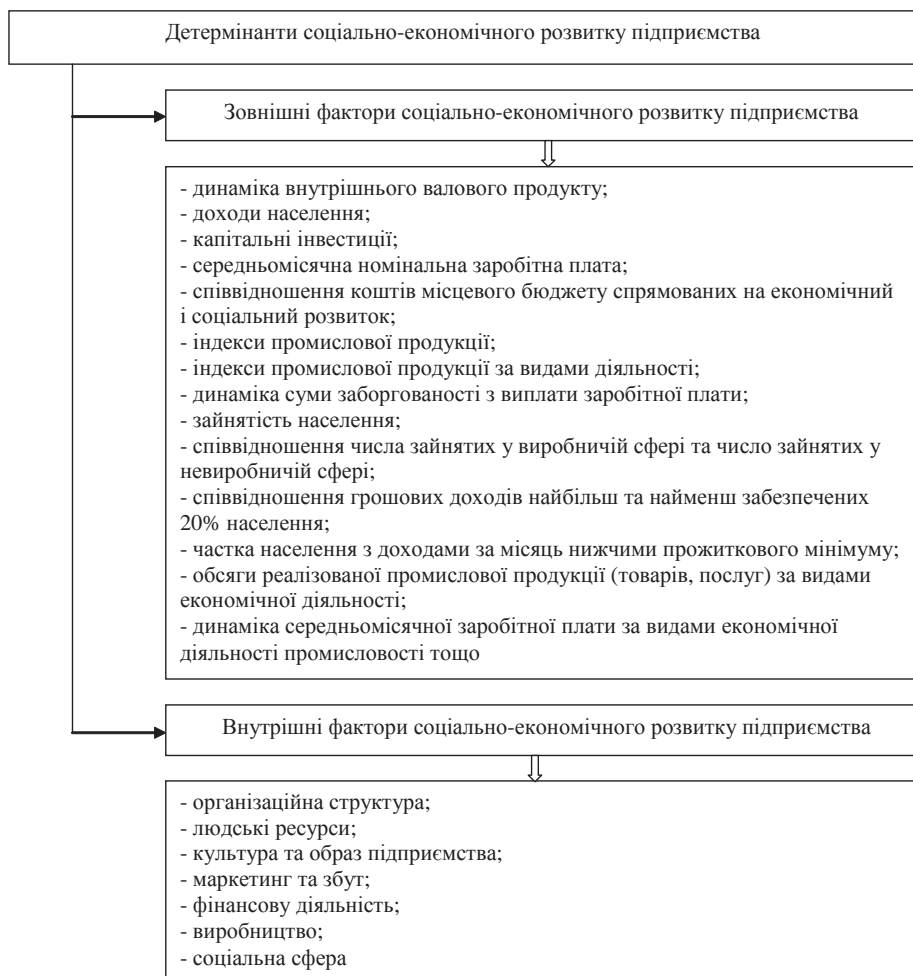 Детермінанти соціально-економічного розвитку підприємства
Зовнішні фактори соціально-економічного розвитку підприємства
- динаміка внутрішнього валового продукту;
- доходи населення;
- капітальні інвестиції;
- середньомісячна номінальна заробітна плата;
- співвідношення коштів місцевого бюджету спрямованих на економічний
і соціальний розвиток;
- індекси промислової продукції;
- індекси промислової продукції за видами діяльності;
- динаміка суми заборгованості з виплати заробітної плати;
- зайнятість населення;
- співвідношення числа зайнятих у виробничій сфері та число зайнятих у
невиробничій сфері;
- співвідношення грошових доходів найбільш та найменш забезпечених
20% населення;
- частка населення з доходами за місяць нижчими прожиткового мінімуму;
- обсяги реалізованої промислової продукції (товарів, послуг) за видами
економічної діяльності;
- динаміка середньомісячної заробітної плати за видами економічної
діяльності промисловості тощо
Внутрішні фактори соціально-економічного розвитку підприємства
- організаційна структура;
- людські ресурси;
- культура та образ підприємства;
- маркетинг та збут;
- фінансову діяльність;
- виробництво;
- соціальна сфера